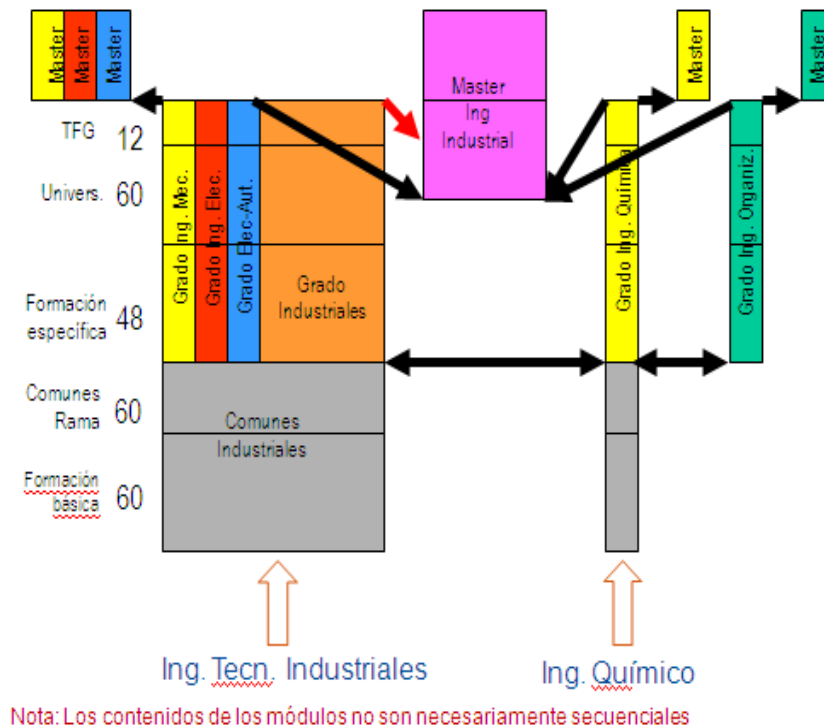 Master
Master
Master
Master
Ing
Industrial
Master
Master
TFG 12
Univers. 60
Formación
específica 48
Comunes
Rama 60
Formación
básica 60
Grado Ing. Mec.
Grado Ing. Elec.
Grado Elec-Aut.
Grado
Industriales
Grado Ing. Química
Grado Ing. Organiz.
Comunes
Industriales
Ing. Tecn. Industriales
Ing. Químico
Nota: Los contenidos de los módulos no son necesariamente secuenciales